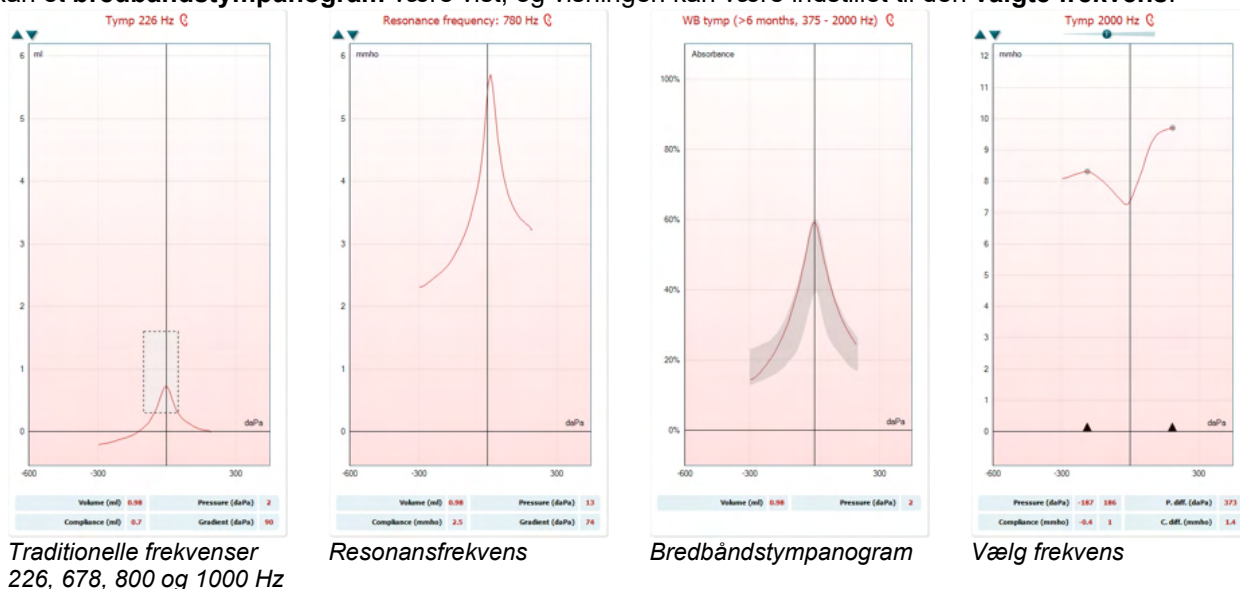 kan et bredbåndstympanogram være vist, og visningen kan være indstillet til den valgte frekvens.
Tymp 226 Hz
ml
6
5
4
3
2
1
0
daPa
-600
-300
300
Volume (ml) 0.98 Pressure (daPa) 2
Compliance (ml) 0.7 Gradient (daPa) 90
Traditionelle frekvenser
226, 678, 800 og 1000 Hz
Resonance frequency: 780 Hz
mmho
6
5
4
3
2
1
0
daPa
-600
-300
300
Volume (ml) 0.98 Pressure (daPa) 13
Compliance (mmho) 2.5 Gradient (daPa) 74
Resonansfrekvens
WB tymp (>6 months, 375 - 2000 Hz)
Absorbance
100%
80%
60%
40%
20%
0%
daPa
-600
-300
300
Volume (ml) 0.98 Pressure (daPa) 2
Bredbåndstympanogram
Tymp 2000 Hz
mmho
12
11
10
9
8
7
6
5
4
3
2
1
0
daPa
-600
-300
300
Pressure (daPa) -187 186 P. diff. (daPa) 373
Compliance (mmho) -0.4 1 C. diff. (mmho) 1.4
Vælg frekvens